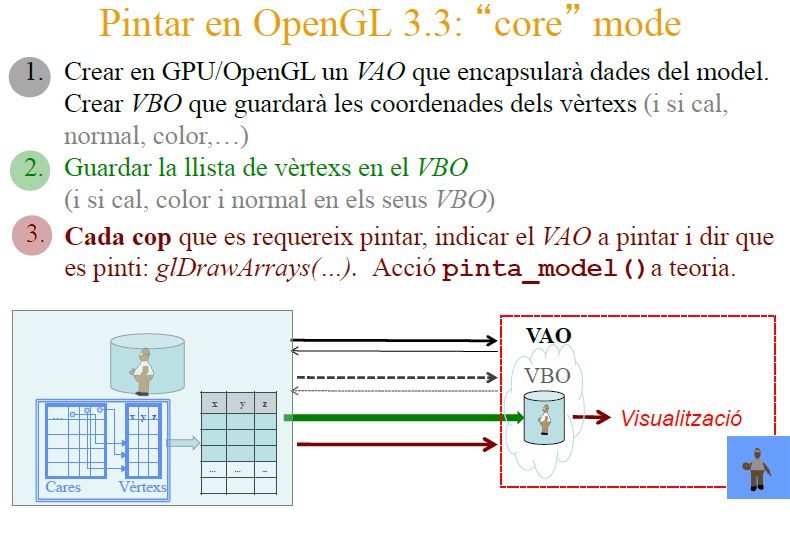 Pintar en OpenGL 3.3: “core” mode
1. Crear en GPU/OpenGL un VAO que encapsularà dades del model.
Crear VBO que guardarà les coordenades dels vèrtexs (i si cal,
normal, color,…)
2. Guardar la llista de vèrtexs en el VBO
(i si cal, color i normal en els seus VBO)
3. Cada cop que es requereix pintar, indicar el VAO a pintar i dir que
es pinti: glDrawArrays(…). Acció pinta_model() a teoria.
VAO
VBO
Visualització
x y z
... ... ...
... x y z
Cares Vèrtexs